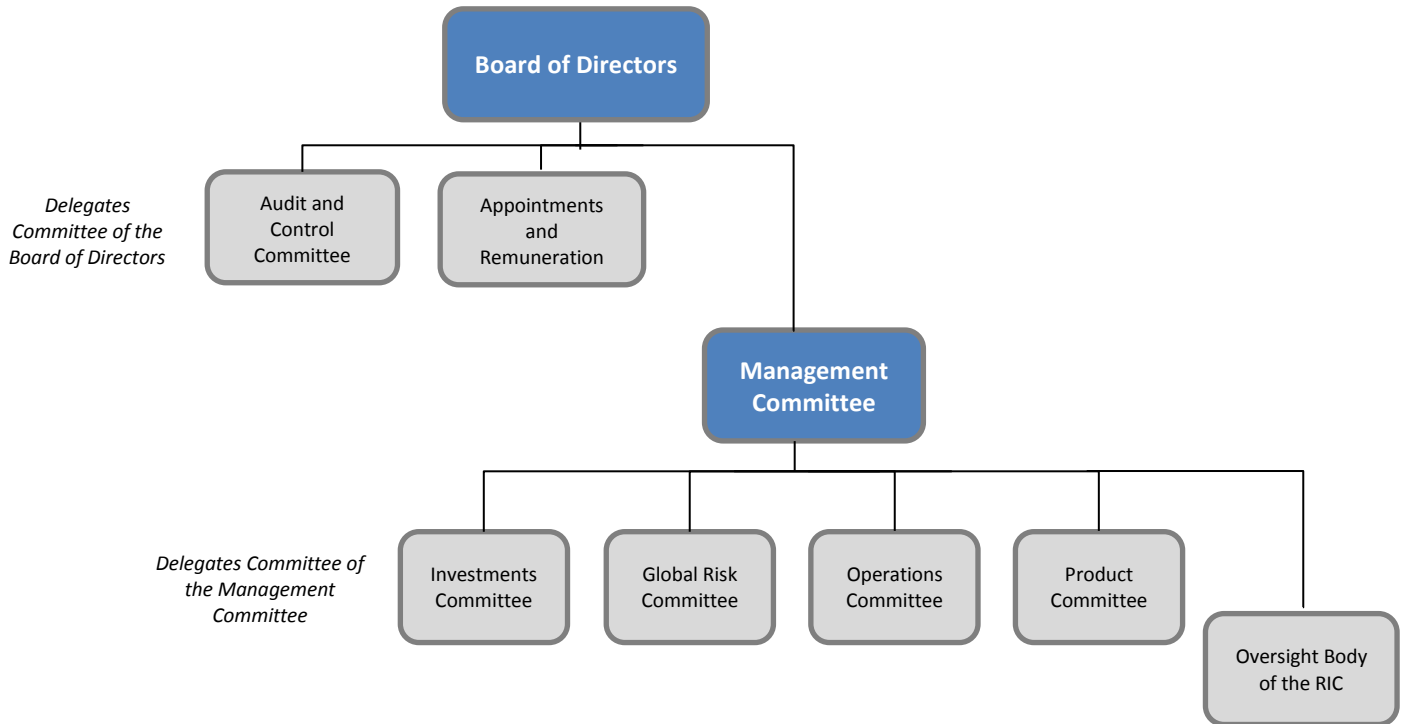 Board of Directors
Delegates
Committee of the
Board of Directors
Audit and
Control
Committee
Appointments
and
Remuneration
Management
Committee
Delegates Committee of
the Management
Committee
Investments
Committee
Global Risk
Committee
Operations
Committee
Product
Committee
Oversight Body
of the RIC